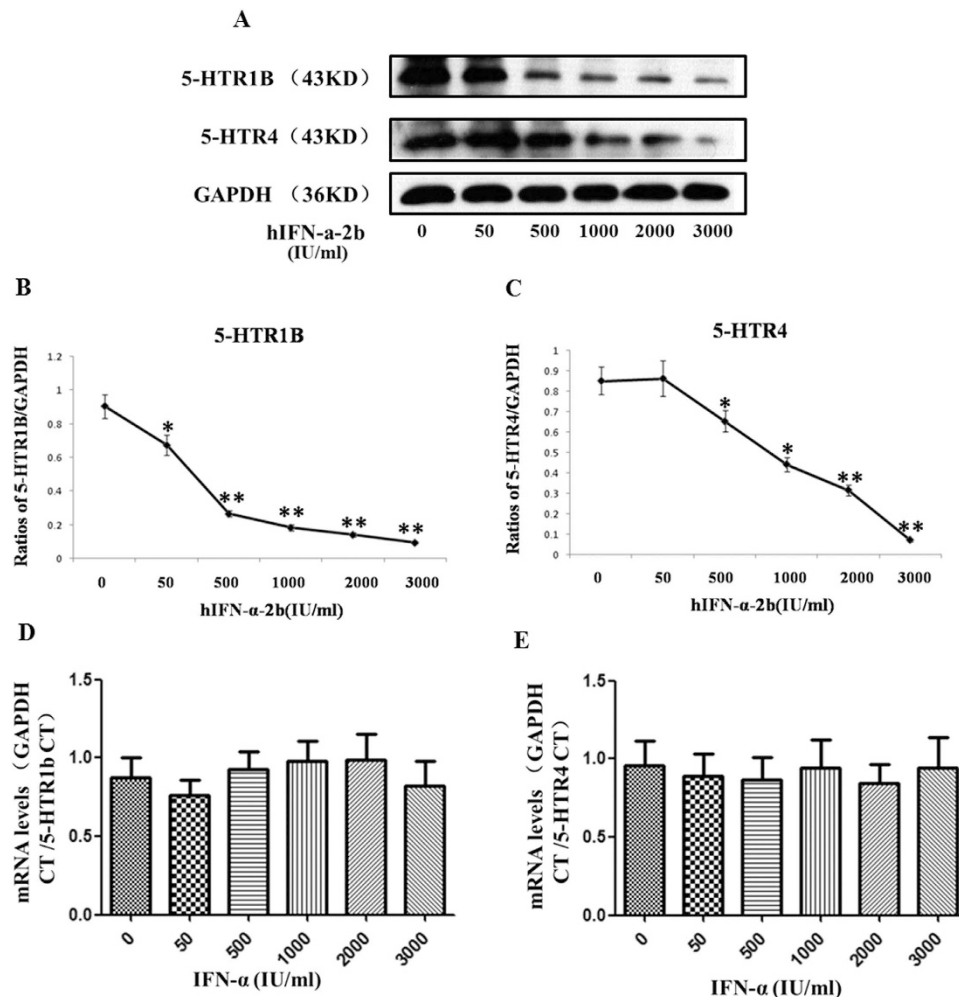 A
5-HTR1B （43KD）
5-HTR4（43KD）
GAPDH （36KD）
hIFN-a-2b
(IU/ml)
0 50 500 1000 2000 3000
B
5-HTR1B
Ratios of 5-HTR1B/GAPDH
1.2
1
0.8
0.6
0.4
0.2
0
*
**
**
**
**
0 50 500 1000 2000 3000
hIFN-α-2b(IU/ml)
C
5-HTR4
Ratios of 5-HTR4/GAPDH
1
0.9
0.8
0.7
0.6
0.5
0.4
0.3
0.2
0.1
0
*
*
**
**
0 50 500 1000 2000 3000
hIFN-α-2b(IU/ml)
D
mRNA levels （GAPDH
CT /5-HTR1b CT）
1.5
1.0
0.5
0.0
0 50 500 1000 2000 3000
IFN-α (IU/ml)
E
mRNA levels （GAPDH
CT /5-HTR4 CT）
1.5
1.0
0.5
0.0
0 50 500 1000 2000 3000
IFN-α (IU/ml)